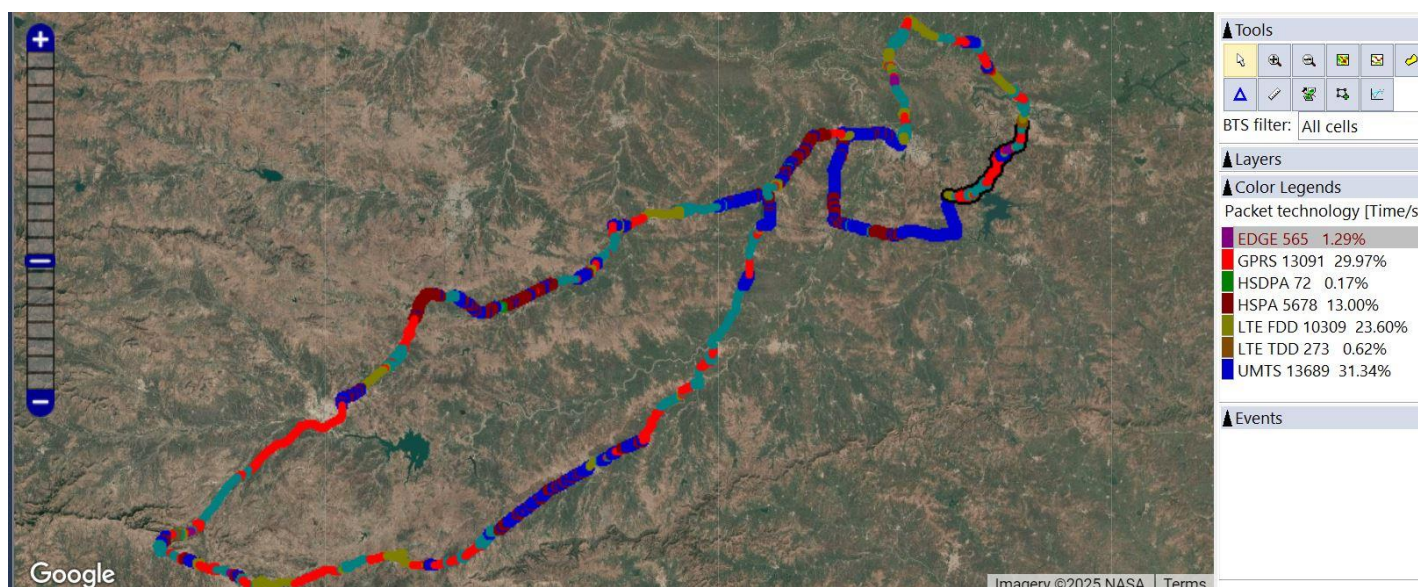 Tools
BTS filter: All cells
Layers
Color Legends
Packet technology [Time/s
EDGE 565 1.29%
GPRS 13091 29.97%
HSDPA 72 0.17%
HSPA 5678 13.00%
LTE FDD 10309 23.60%
LTE TDD 273 0.62%
UMTS 13689 31.34%
Events
Google
Imagery ©2025 NASA
Terms